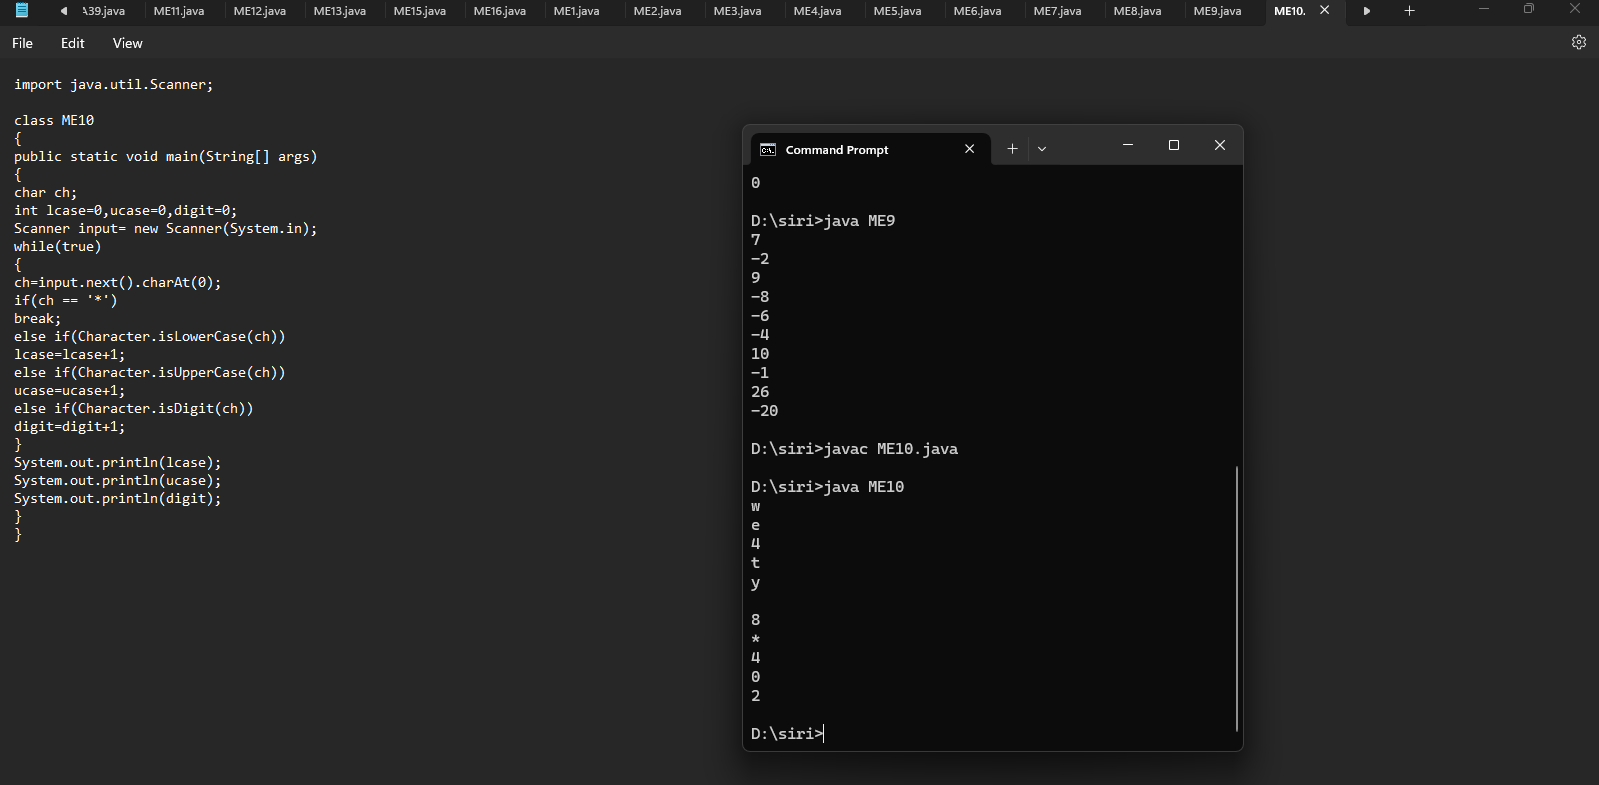 A39.java ME11.java ME12.java ME13.java ME15.java ME16.java ME1.java ME2.java ME3.java ME4.java ME5.java ME6.java ME7.java ME8.java ME9.java ME10.
File Edit View
import java.util.Scanner;
class ME10
{
public static void main(String[] args)
{
char ch;
int lcase=0,ucase=0,digit=0;
Scanner input= new Scanner(System.in);
while(true)
{
ch=input.next().charAt(0);
if(ch == '*')
break;
else if(Character.isLowerCase(ch))
lcase=lcase+1;
else if(Character.isUpperCase(ch))
ucase=ucase+1;
else if(Character.isDigit(ch))
digit=digit+1;
}
System.out.println(lcase);
System.out.println(ucase);
System.out.println(digit);
}
}
Command Prompt
0
D:\siri>java ME9
7
-2
9
-8
-6
-4
10
-1
26
-20
D:\siri>javac ME10.java
D:\siri>java ME10
w
e
4
t
y
8
*
4
0
2
D:\siri>